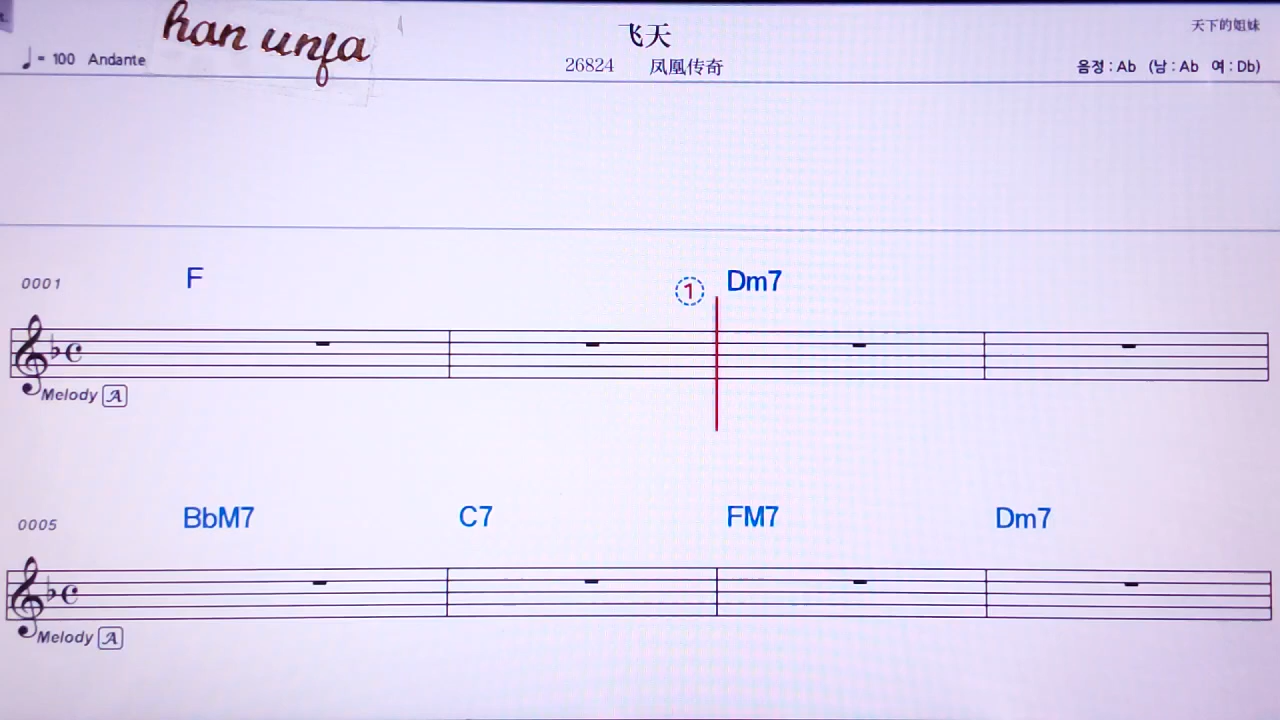 han unfa
飞天
天下的姐妹
♩= 100 Andante
26824 凤凰传奇
음정 : Ab (남 : Ab 여 : Db)
0001 F ① Dm7
Melody A
0005 BbM7 C7 FM7 Dm7
Melody A